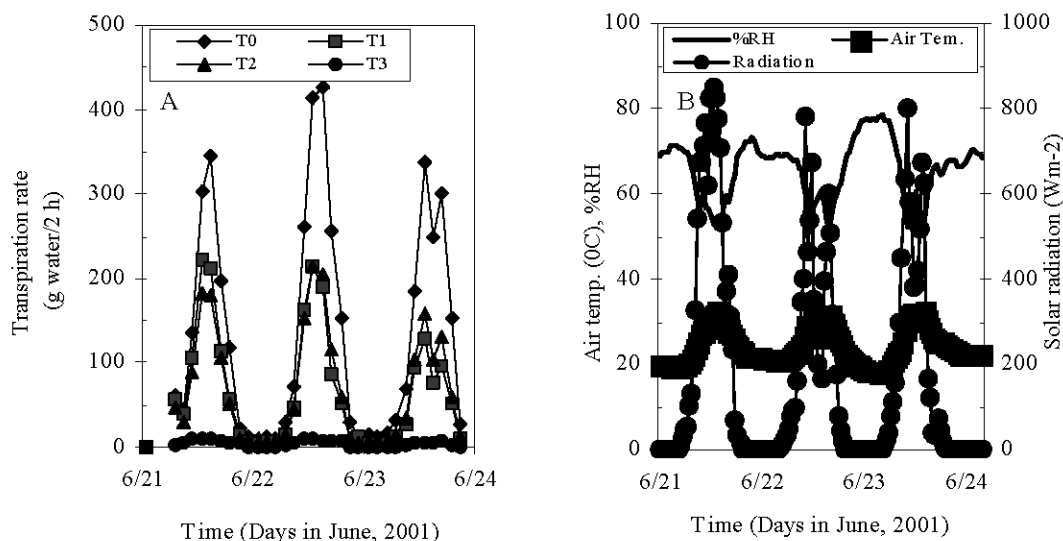 500
400
300
200
100
0
Transpiration rate
(g water/2 h)
T0
T1
T2
T3
A
6/21
6/22
6/23
6/24
Time (Days in June, 2001)
100
80
60
40
20
0
Air temp. (0C), %RH
%RH
Air Tem.
Radiation
B
1000
800
600
400
200
0
Solar radiation (Wm-2)
6/21
6/22
6/23
6/24
Time (Days in June, 2001)